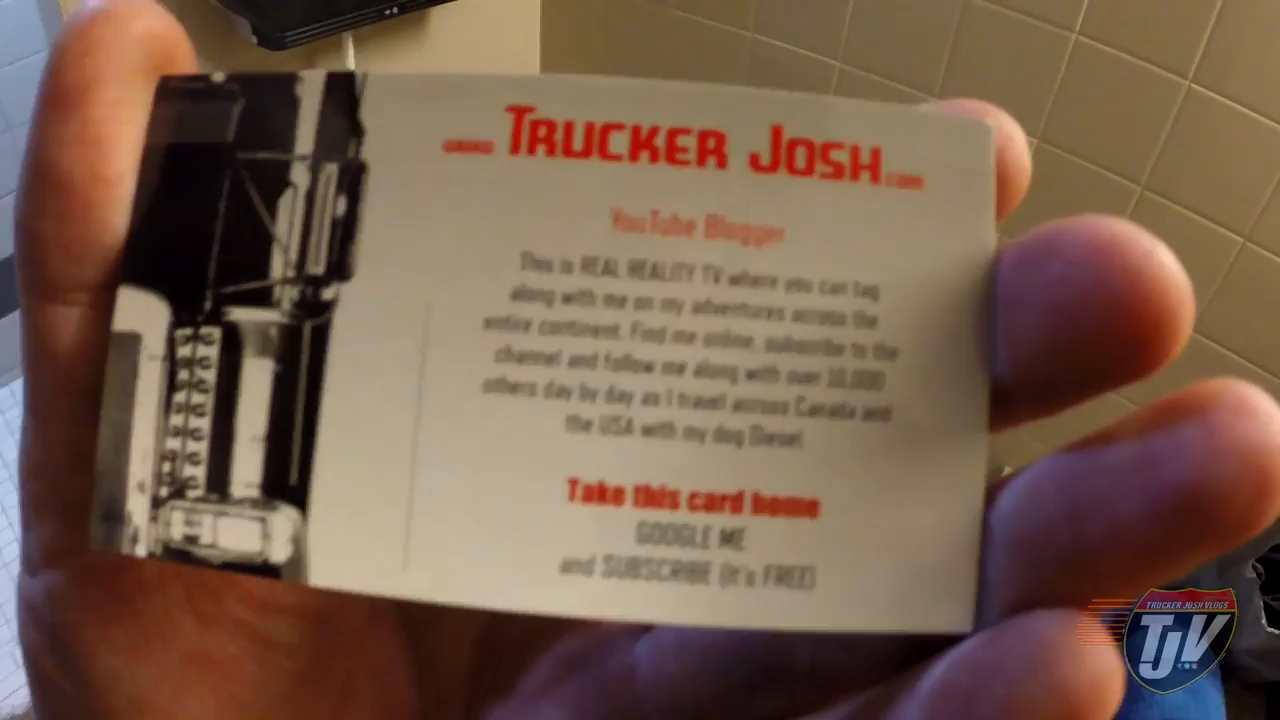 www.TRUCKER JOSH.com
YouTube Blogger
This is REAL REALITY TV where you can tag
along with me on my adventures across the
entire continent. Find me online, subscribe to the
channel and follow me along with over 10,000
others day by day as I travel across Canada and
the USA with my dog Diesel.
Take this card home
GOOGLE ME
and SUBSCRIBE (It's FREE)
TRUCKER JOSH VLOGS
TJV